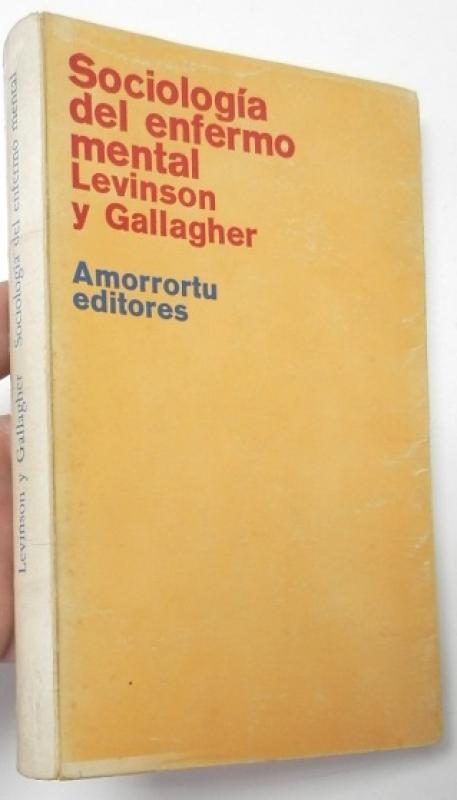 Sociología
del enfermo
mental
Levinson
y Gallagher
Amorrortu
editores
Levinson y Gallagher Sociología del enfermo mental